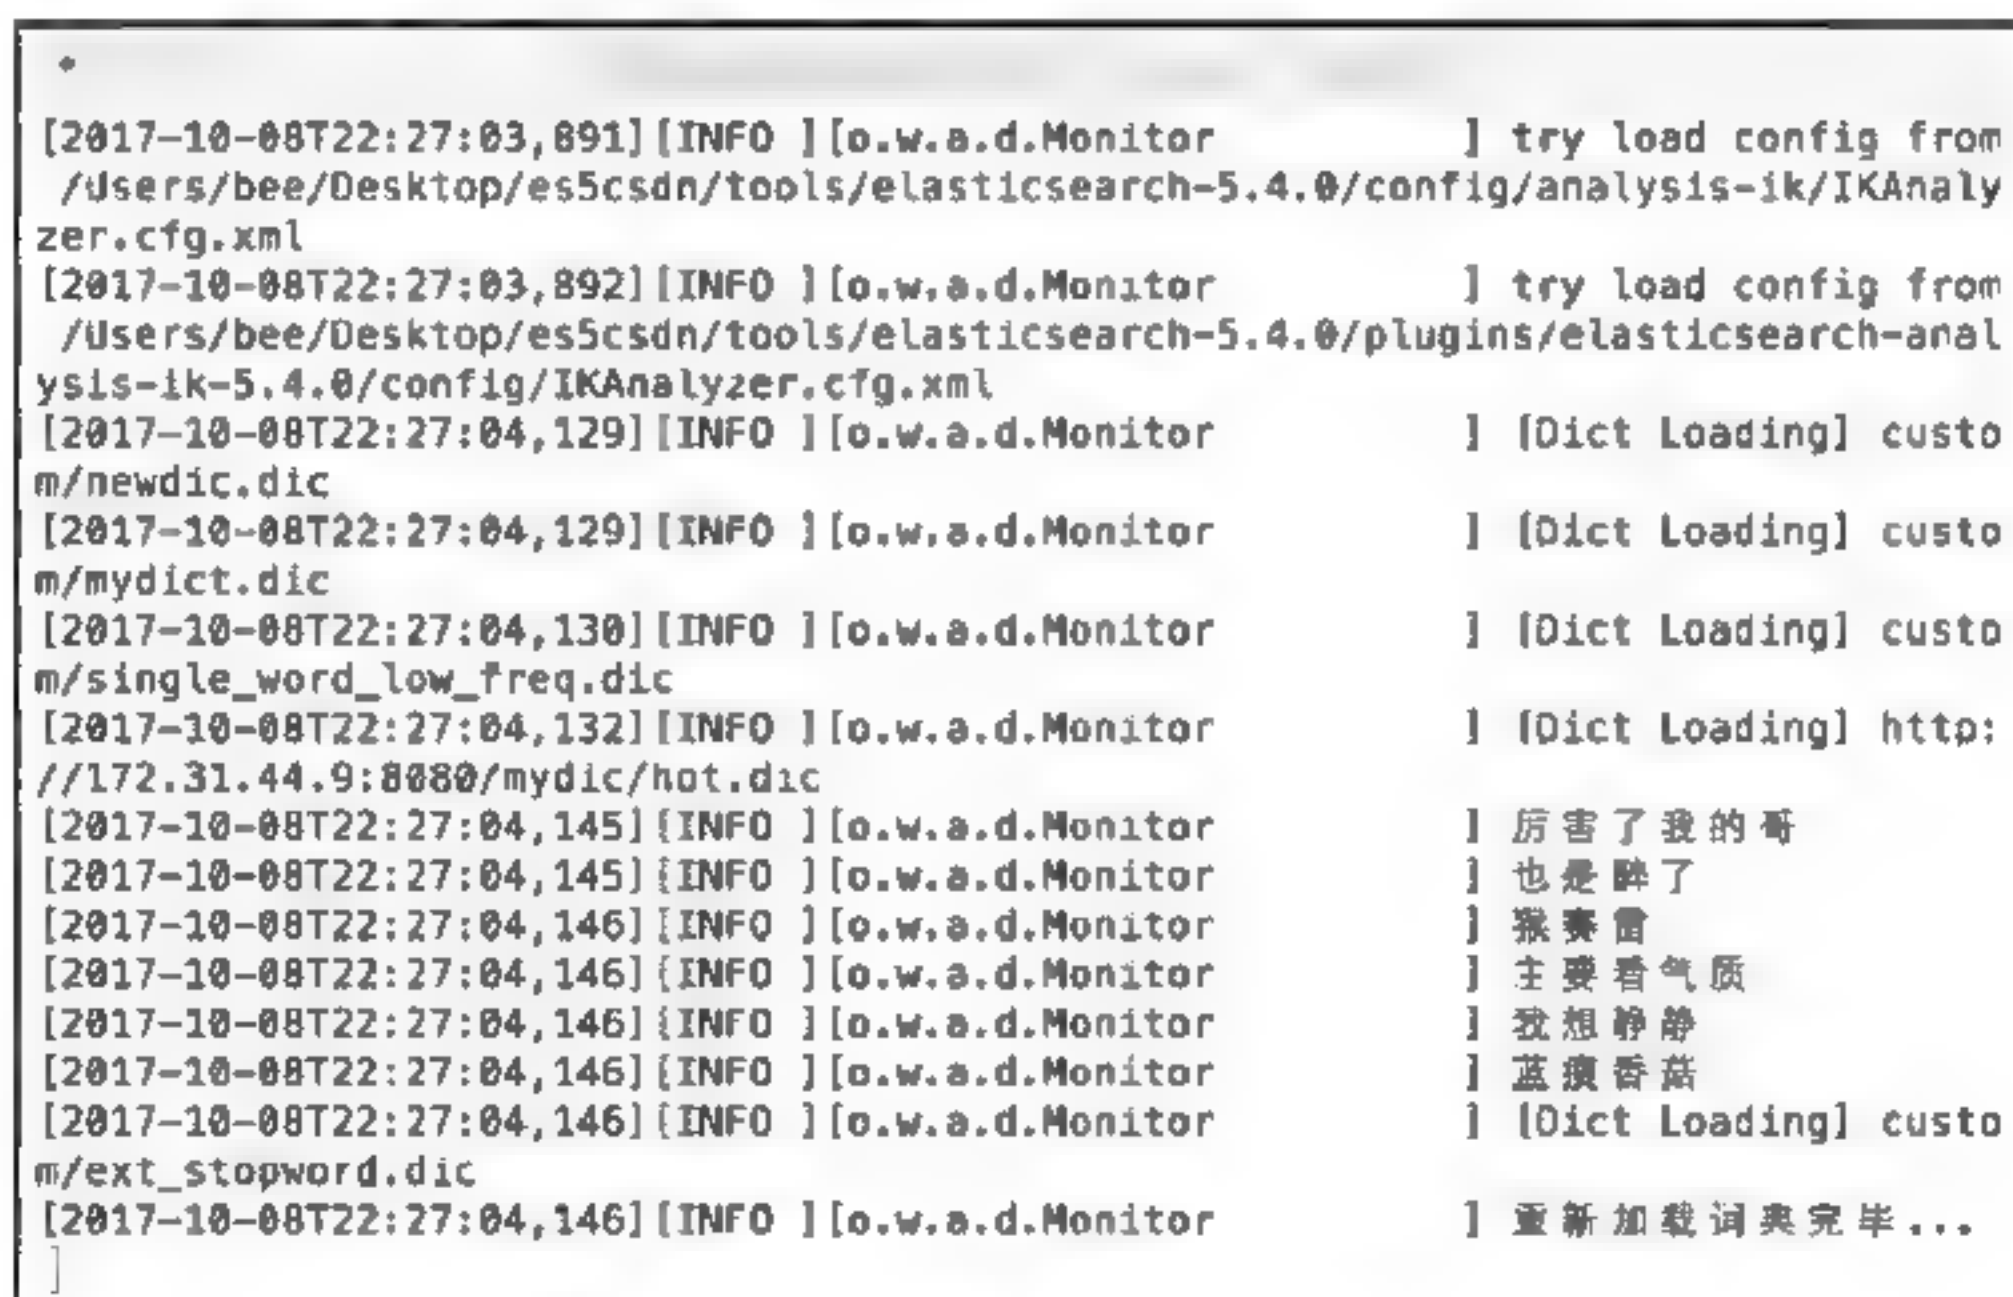 [2017-10-08T22:27:03,891][INFO ][o.w.a.d.Monitor          ] try load config from
/Users/bee/Desktop/es5csdn/tools/elasticsearch-5.4.0/config/analysis-ik/IKAnaly
zer.cfg.xml
[2017-10-08T22:27:03,892][INFO ][o.w.a.d.Monitor          ] try load config from
/Users/bee/Desktop/es5csdn/tools/elasticsearch-5.4.0/plugins/elasticsearch-anal
ysis-ik-5.4.0/config/IKAnalyzer.cfg.xml
[2017-10-08T22:27:04,129][INFO ][o.w.a.d.Monitor          ] [Dict Loading] custo
m/newdic.dic
[2017-10-08T22:27:04,129][INFO ][o.w.a.d.Monitor          ] [Dict Loading] custo
m/mydict.dic
[2017-10-08T22:27:04,130][INFO ][o.w.a.d.Monitor          ] [Dict Loading] custo
m/single_word_low_freq.dic
[2017-10-08T22:27:04,132][INFO ][o.w.a.d.Monitor          ] [Dict Loading] http:
//172.31.44.9:8080/mydic/hot.dic
[2017-10-08T22:27:04,145][INFO ][o.w.a.d.Monitor          ] 厉害了我的哥
[2017-10-08T22:27:04,145][INFO ][o.w.a.d.Monitor          ] 也是醉了
[2017-10-08T22:27:04,146][INFO ][o.w.a.d.Monitor          ] 猴赛雷
[2017-10-08T22:27:04,146][INFO ][o.w.a.d.Monitor          ] 主要看气质
[2017-10-08T22:27:04,146][INFO ][o.w.a.d.Monitor          ] 我想静静
[2017-10-08T22:27:04,146][INFO ][o.w.a.d.Monitor          ] 蓝瘦香菇
[2017-10-08T22:27:04,146][INFO ][o.w.a.d.Monitor          ] [Dict Loading] custo
m/ext_stopword.dic
[2017-10-08T22:27:04,146][INFO ][o.w.a.d.Monitor          ] 重新加载词典完毕...